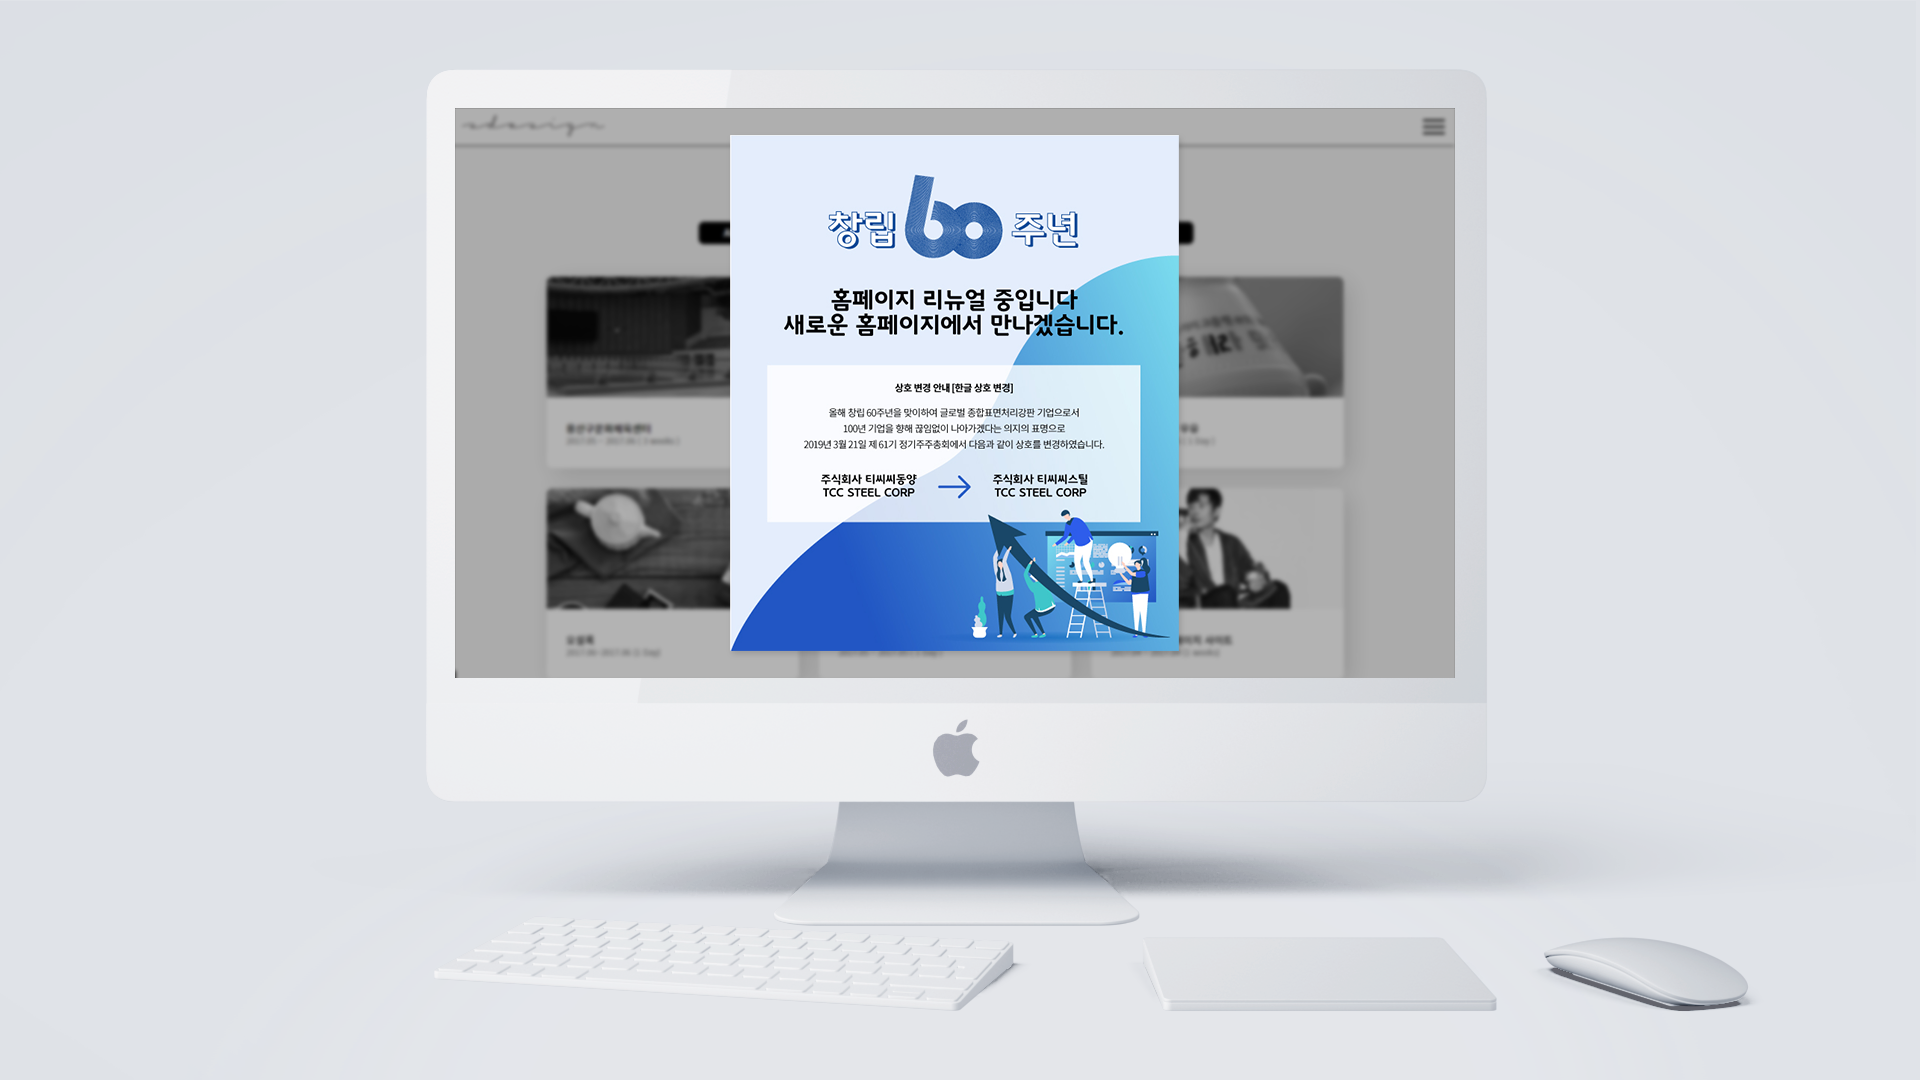 창립 60 주년
홈페이지 리뉴얼 중입니다
새로운 홈페이지에서 만나겠습니다.
상호 변경 안내 [한글 상호 변경]
올해 창립 60주년을 맞이하여 글로벌 종합표면처리강판 기업으로서
100년 기업을 향해 끊임없이 나아가겠다는 의지의 표명으로
2019년 3월 21일 제 61기 정기주주총회에서 다음과 같이 상호를 변경하였습니다.
주식회사 티씨씨동양
TCC STEEL CORP
주식회사 티씨씨스틸
TCC STEEL CORP